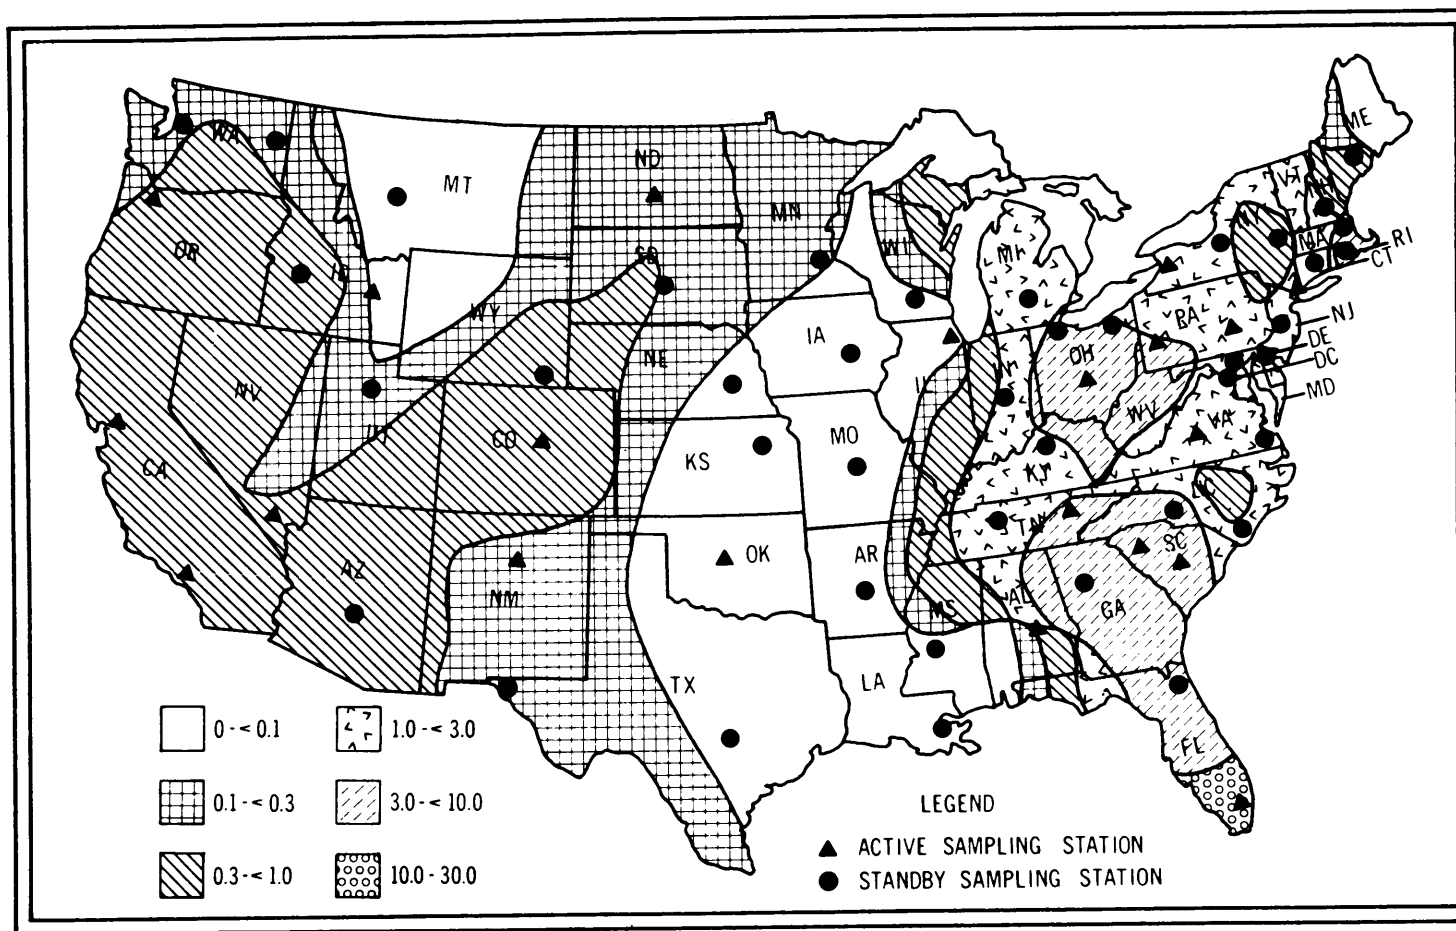 WA
MT
ND
MN
ME
VT
NH
OR
ID
SD
WI
MI
NY
MA
RI
CT
WY
IA
PA
NJ
NE
OH
DE
DC
NV
UT
CO
IL
IN
WV
MD
CA
KS
MO
KY
VA
NC
TN
AZ
NM
OK
AR
SC
MS
AL
GA
TX
LA
FL
0 - < 0.1
1.0 - < 3.0
0.1 - < 0.3
3.0 - < 10.0
0.3 - < 1.0
10.0 - 30.0
LEGEND
ACTIVE SAMPLING STATION
STANDBY SAMPLING STATION